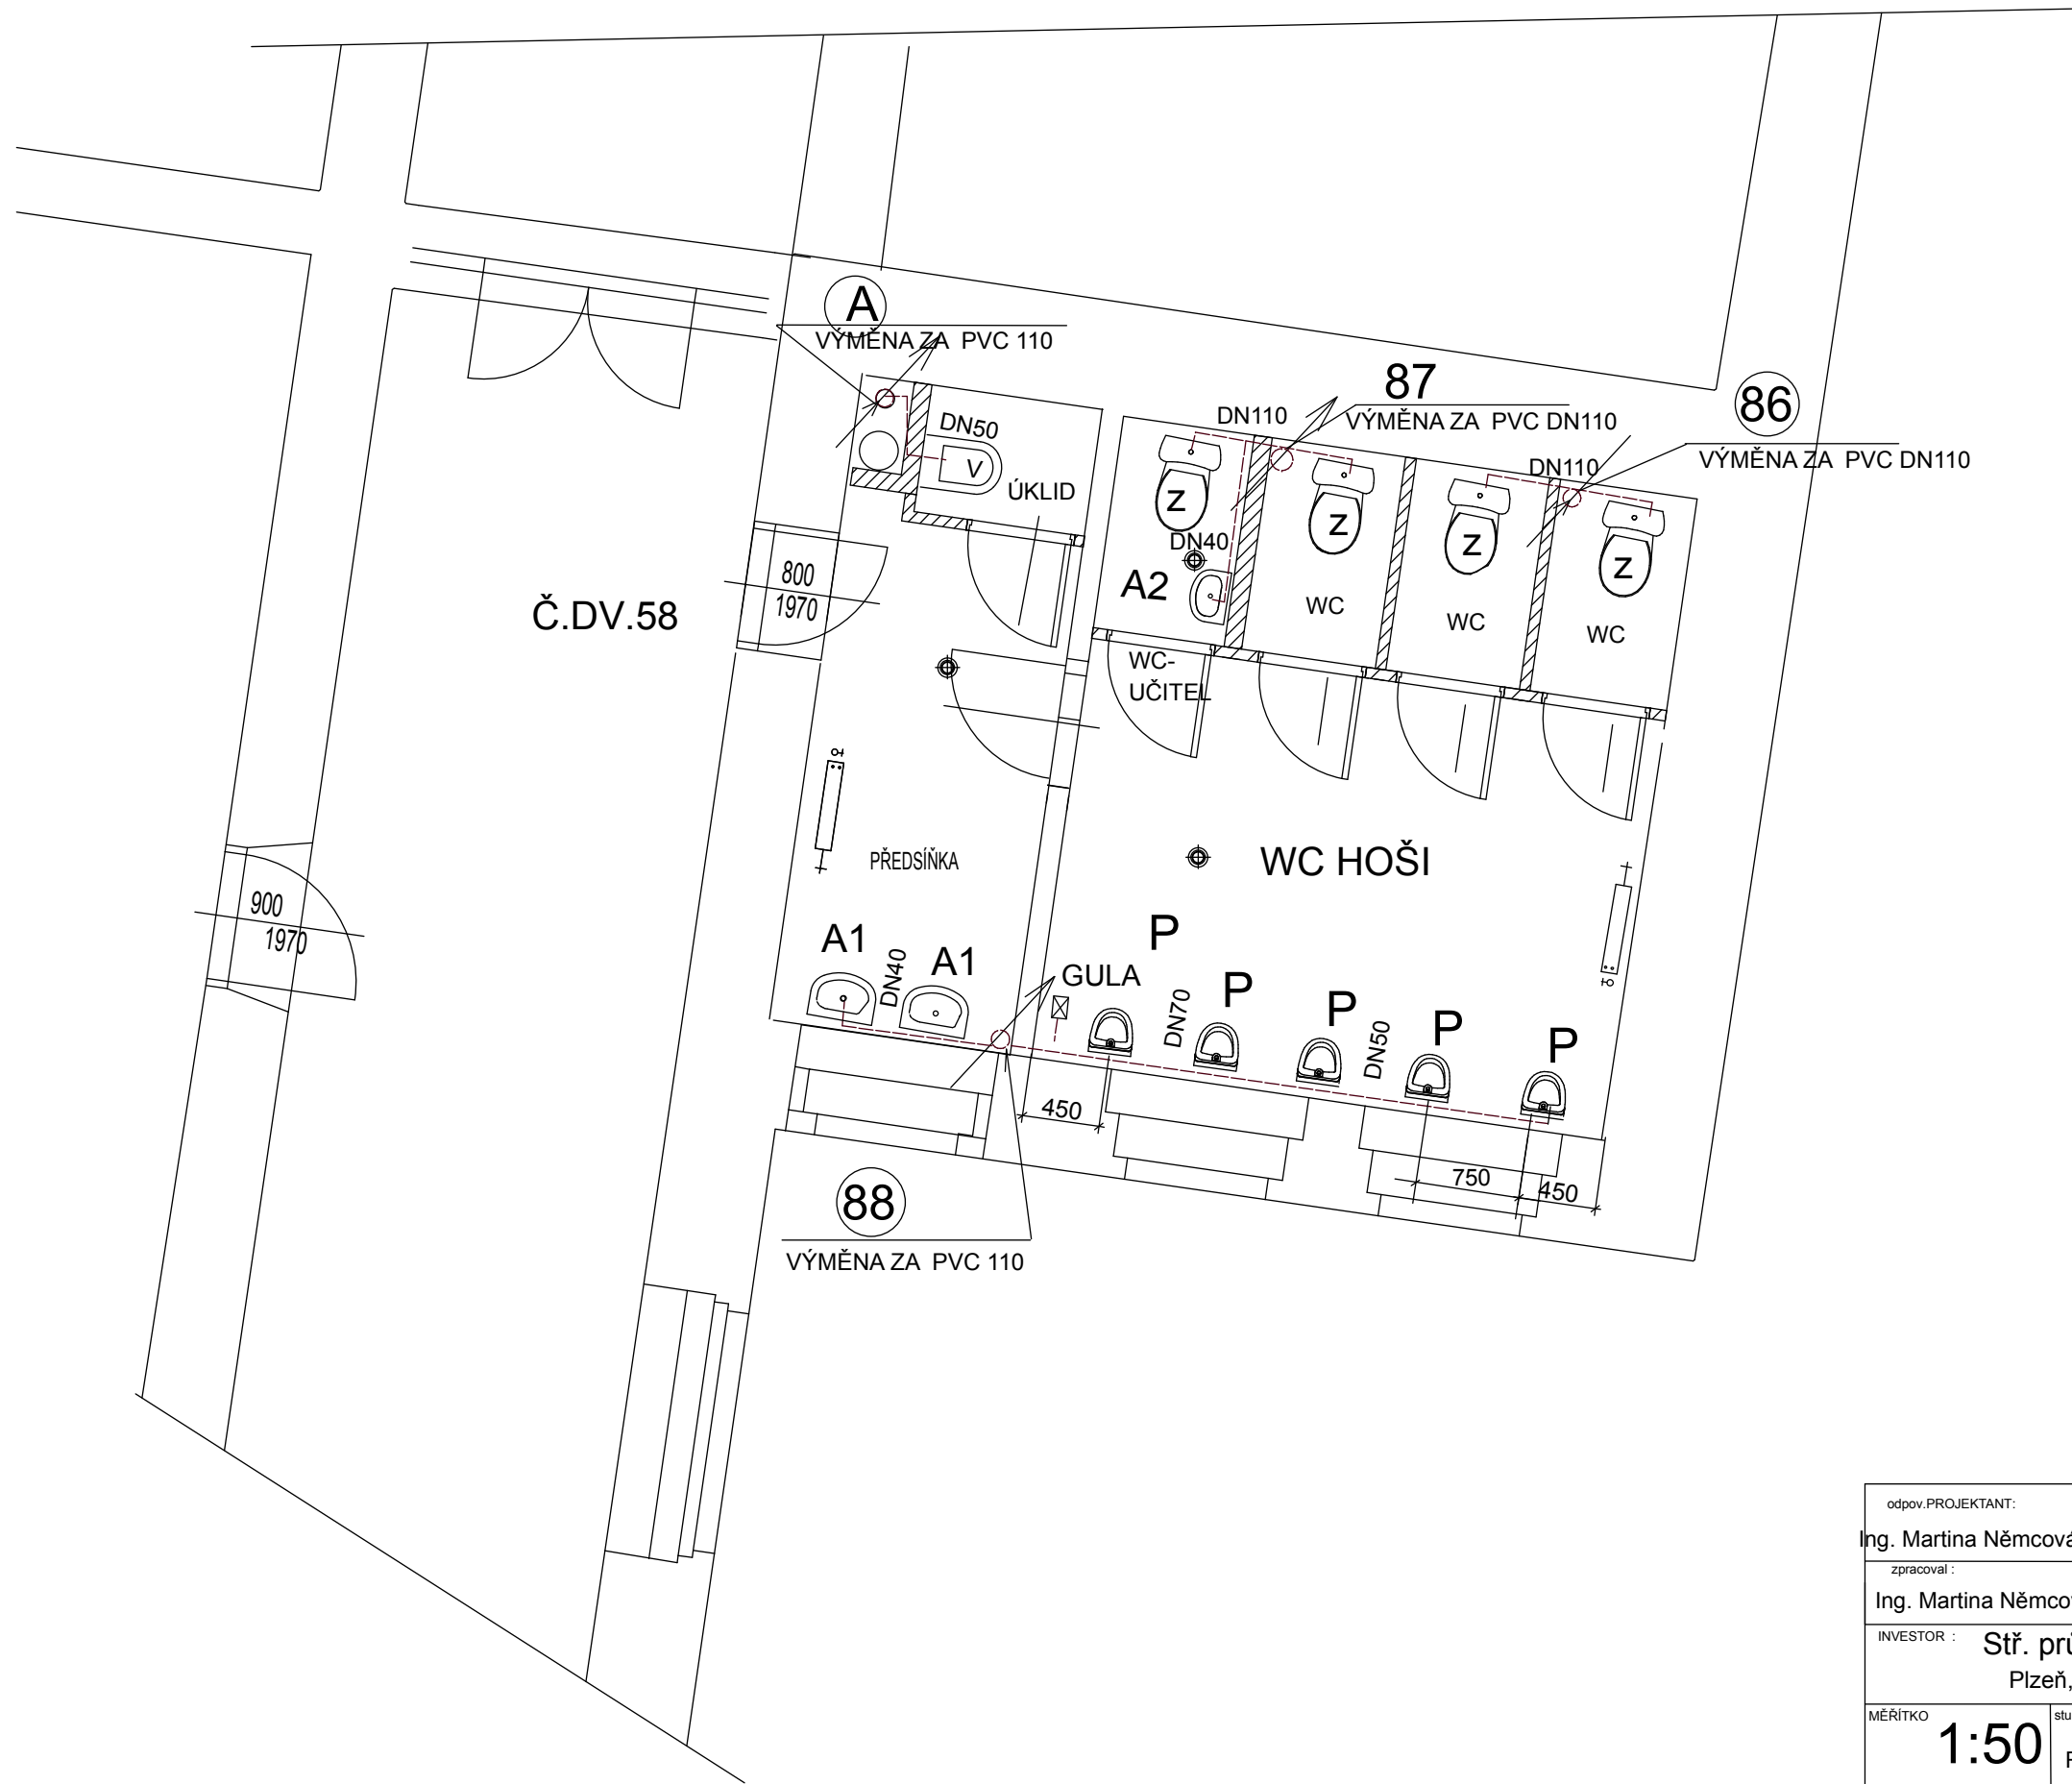 A
VÝMĚNA ZA PVC 110
87
VÝMĚNA ZA PVC DN110
86
VÝMĚNA ZA PVC DN110
DN110
DN110
DN50
V
ÚKLID
Z
Z
Z
Z
DN40
A2
WC
WC
WC
800
1970
Č.DV.58
WC-
UČITEL
PŘEDSÍŇKA
WC HOŠI
900
1970
A1
DN40
A1
GULA
P
P
P
P
P
DN70
DN50
450
750
450
88
VÝMĚNA ZA PVC 110
odpov.PROJEKTANT:
Ing. Martina Němcová
zpracoval :
Ing. Martina Němco
INVESTOR :
Stř. prů
Plzeň,
MĚŘÍTKO
1:50
stu